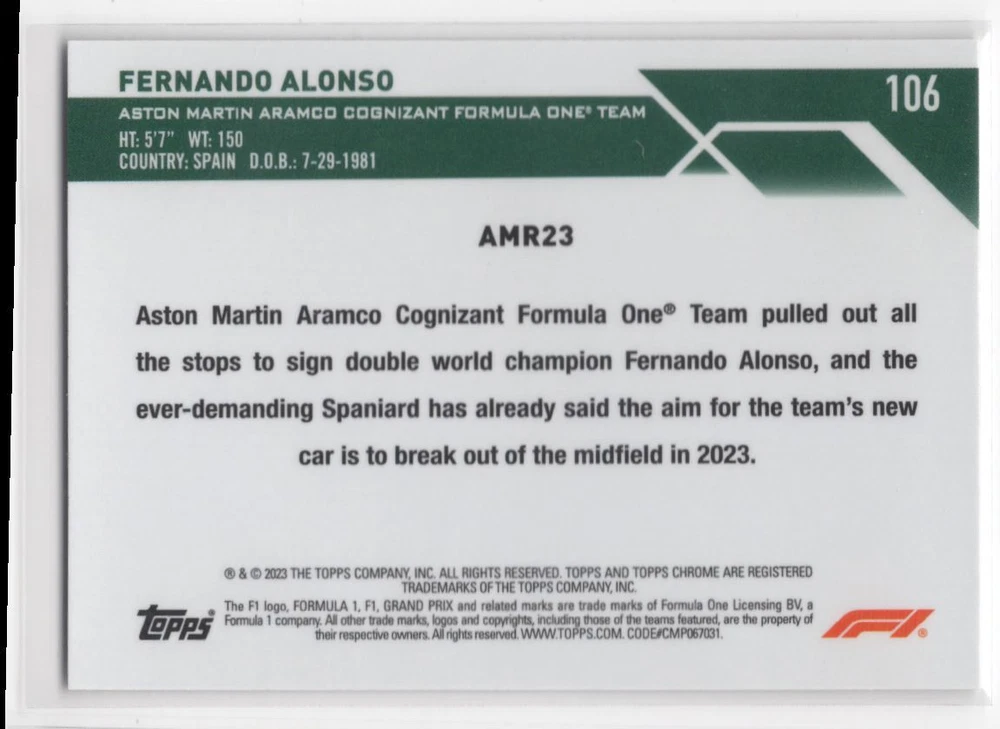 FERNANDO ALONSO
106
ASTON MARTIN ARAMCO COGNIZANT FORMULA ONE® TEAM
HT: 5'7" WT: 150
COUNTRY: SPAIN D.O.B.: 7-29-1981
AMR23
Aston Martin Aramco Cognizant Formula One® Team pulled out all
the stops to sign double world champion Fernando Alonso, and the
ever-demanding Spaniard has already said the aim for the team's new
car is to break out of the midfield in 2023.
® & © 2023 THE TOPPS COMPANY, INC. ALL RIGHTS RESERVED. TOPPS AND TOPPS CHROME ARE REGISTERED
TRADEMARKS OF THE TOPPS COMPANY, INC.
The F1 logo, FORMULA 1, F1, GRAND PRIX and related marks are trade marks of Formula One Licensing BV, a
Formula 1 company. All other trade marks, logos and copyrights, including those of the teams featured, are the property of
their respective owners. All rights reserved. WWW.TOPPS.COM. CODE#CMP067031.
Topps®
F1®